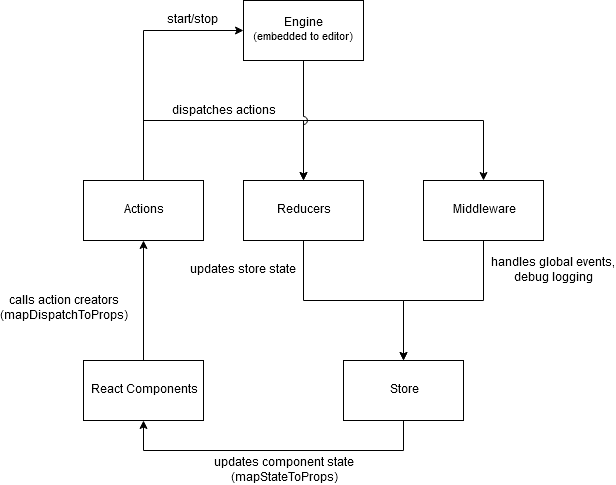 start/stop
Engine
(embedded to editor)
dispatches actions
Actions
Reducers
Middleware
updates store state
handles global events,
debug logging
calls action creators
(mapDispatchToProps)
React Components
Store
updates component state
(mapStateToProps)